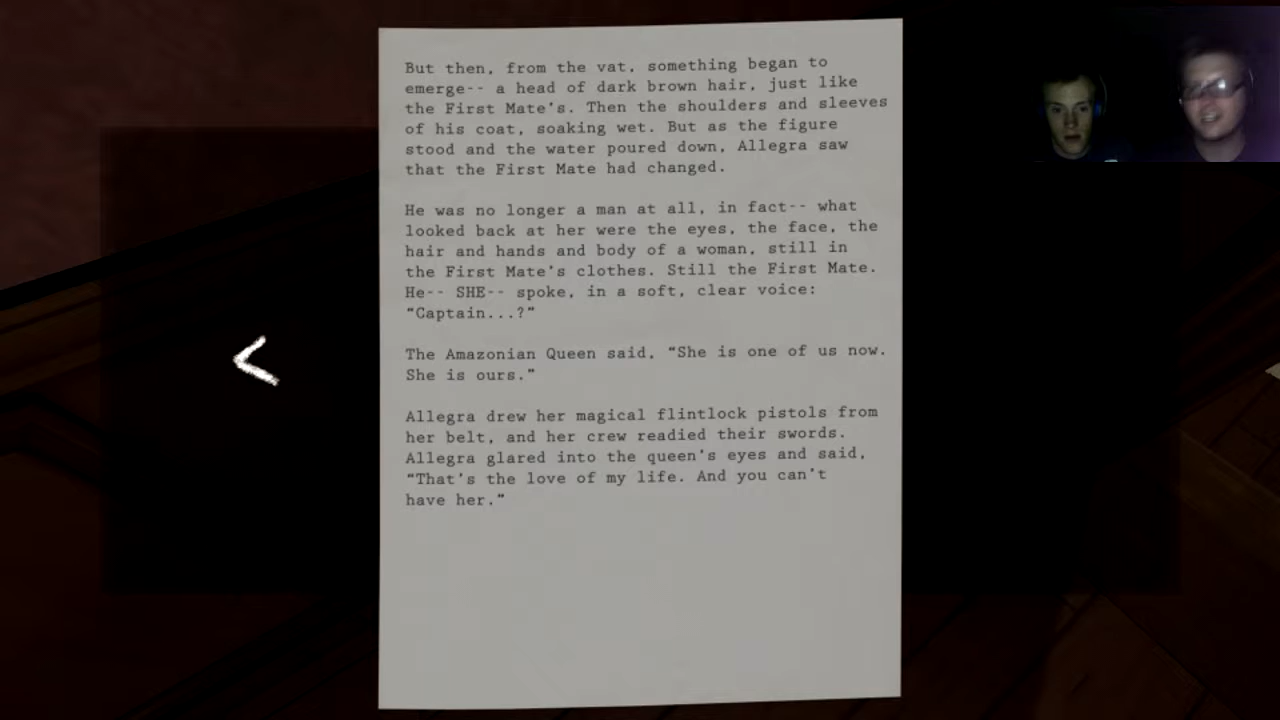 But then, from the vat, something began to
emerge-- a head of dark brown hair, just like
the First Mate's. Then the shoulders and sleeves
of his coat, soaking wet. But as the figure
stood and the water poured down, Allegra saw
that the First Mate had changed.
He was no longer a man at all, in fact-- what
looked back at her were the eyes, the face, the
hair and hands and body of a woman, still in
the First Mate's clothes. Still the First Mate.
He-- SHE-- spoke, in a soft, clear voice:
“Captain...?”
The Amazonian Queen said, “She is one of us now.
She is ours.”
Allegra drew her magical flintlock pistols from
her belt, and her crew readied their swords.
Allegra glared into the queen's eyes and said,
“That's the love of my life. And you can't
have her.”